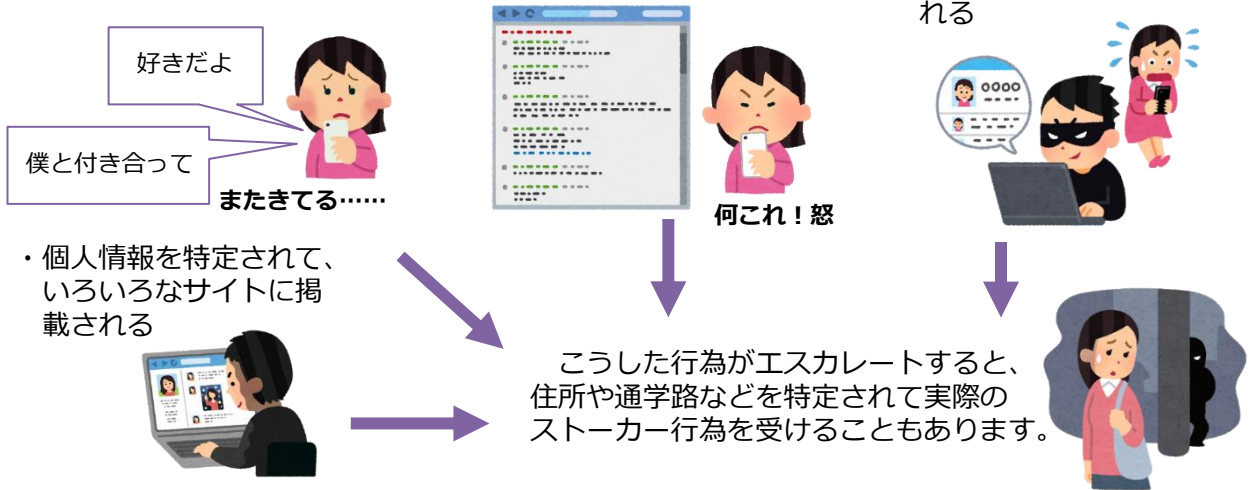 れる
好きだよ
僕と付き合って
またきてる……
何これ！怒
・個人情報を特定されて、
いろいろなサイトに掲
載される
こうした行為がエスカレートすると、
住所や通学路などを特定されて実際の
ストーカー行為を受けることもあります。